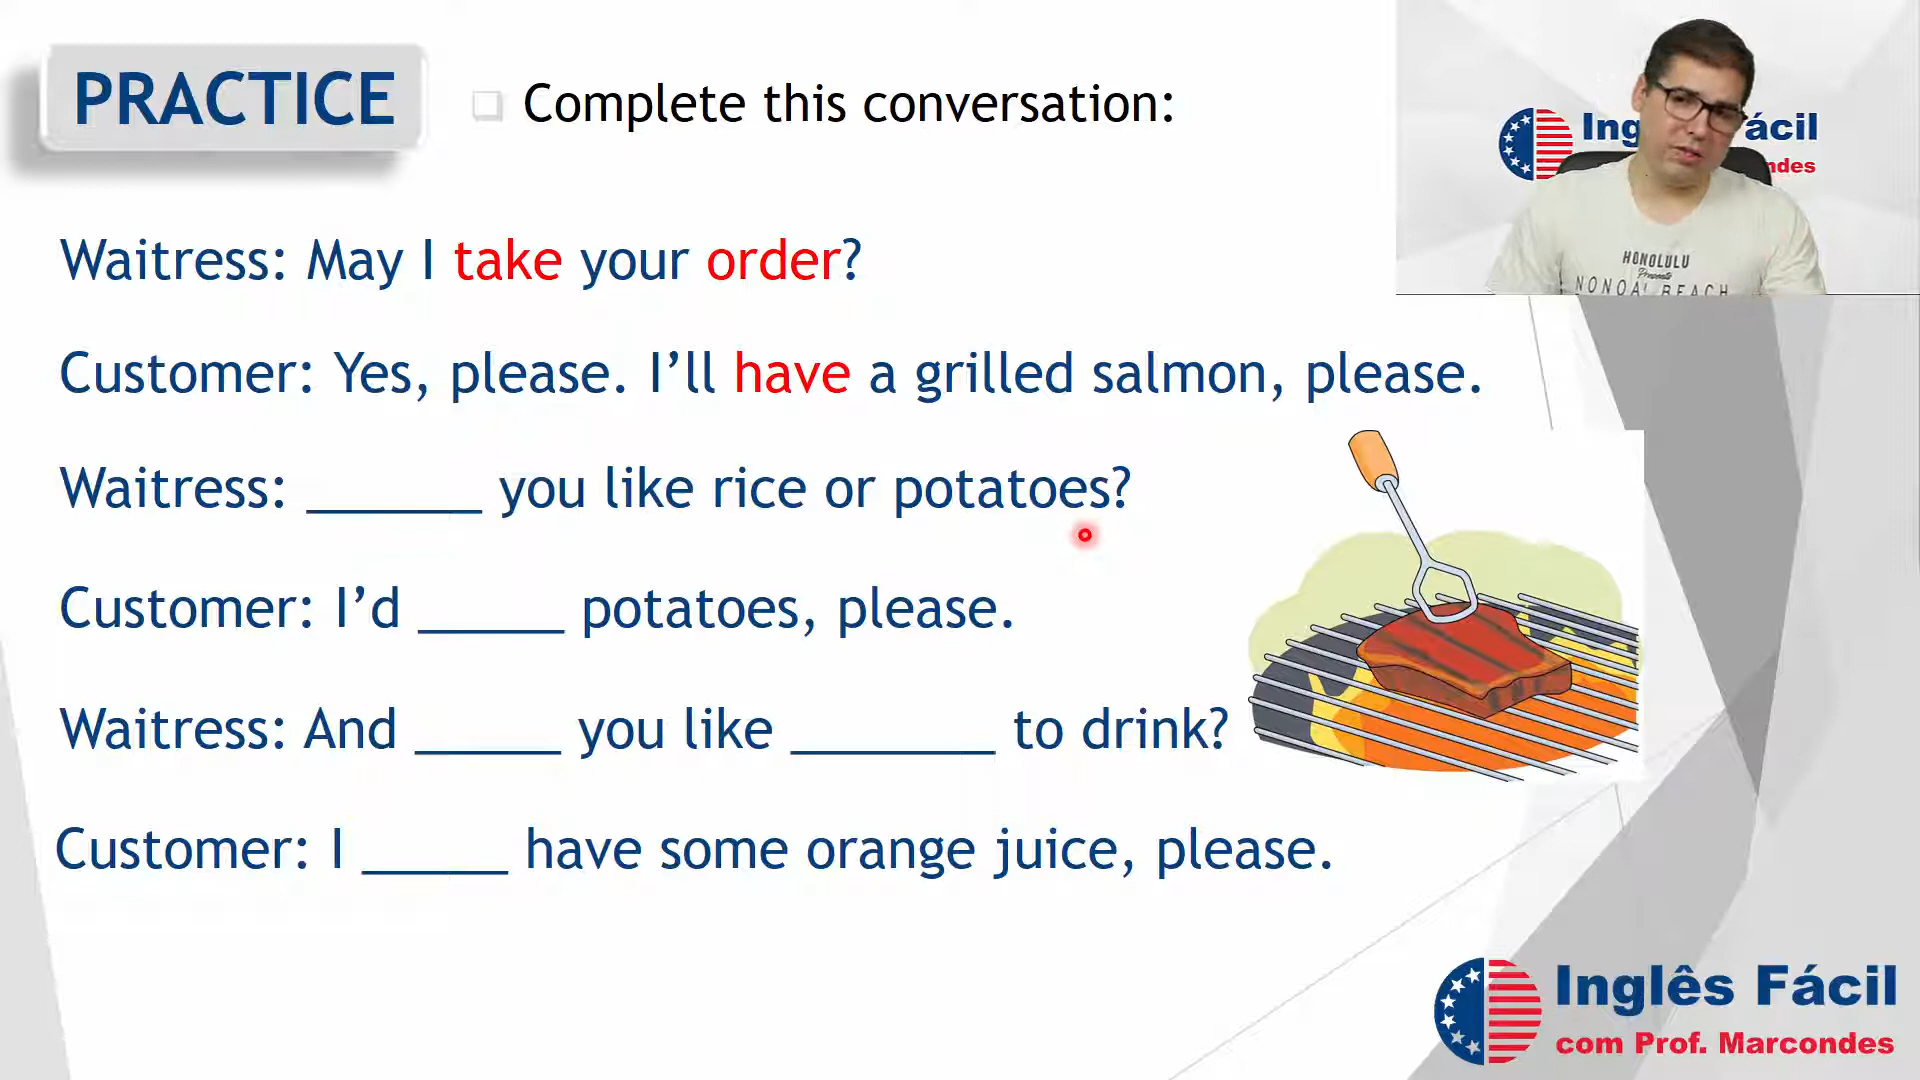 PRACTICE
Complete this conversation:
Waitress: May I take your order?
Customer: Yes, please. I’ll have a grilled salmon, please.
Waitress: ______ you like rice or potatoes?
Customer: I’d _____ potatoes, please.
Waitress: And _____ you like _______ to drink?
Customer: I _____ have some orange juice, please.
HONOLULU
Presents
Inglês Fácil
com Prof. Marcondes